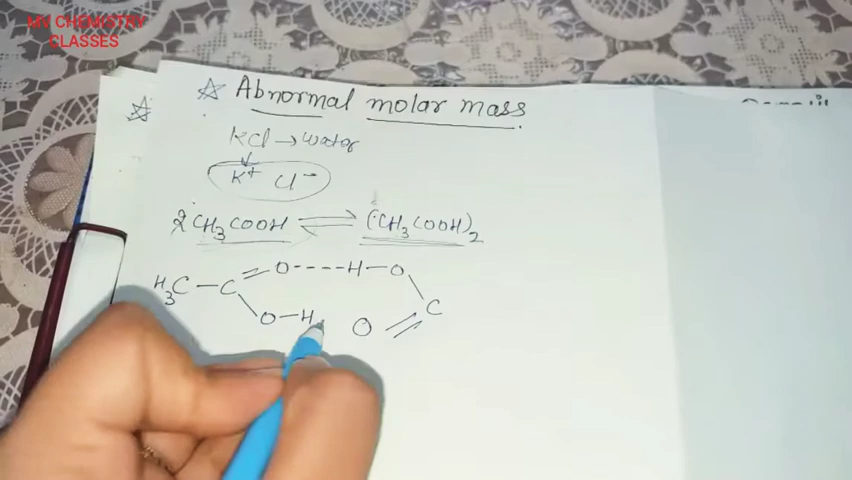 MV CHEMISTRY
CLASSES
☆ Abnormal molar mass
KCl → water
K+ Cl-
2CH3COOH ⇌ (CH3COOH)2
H3C – C = O ---- H – O
O – H O = C